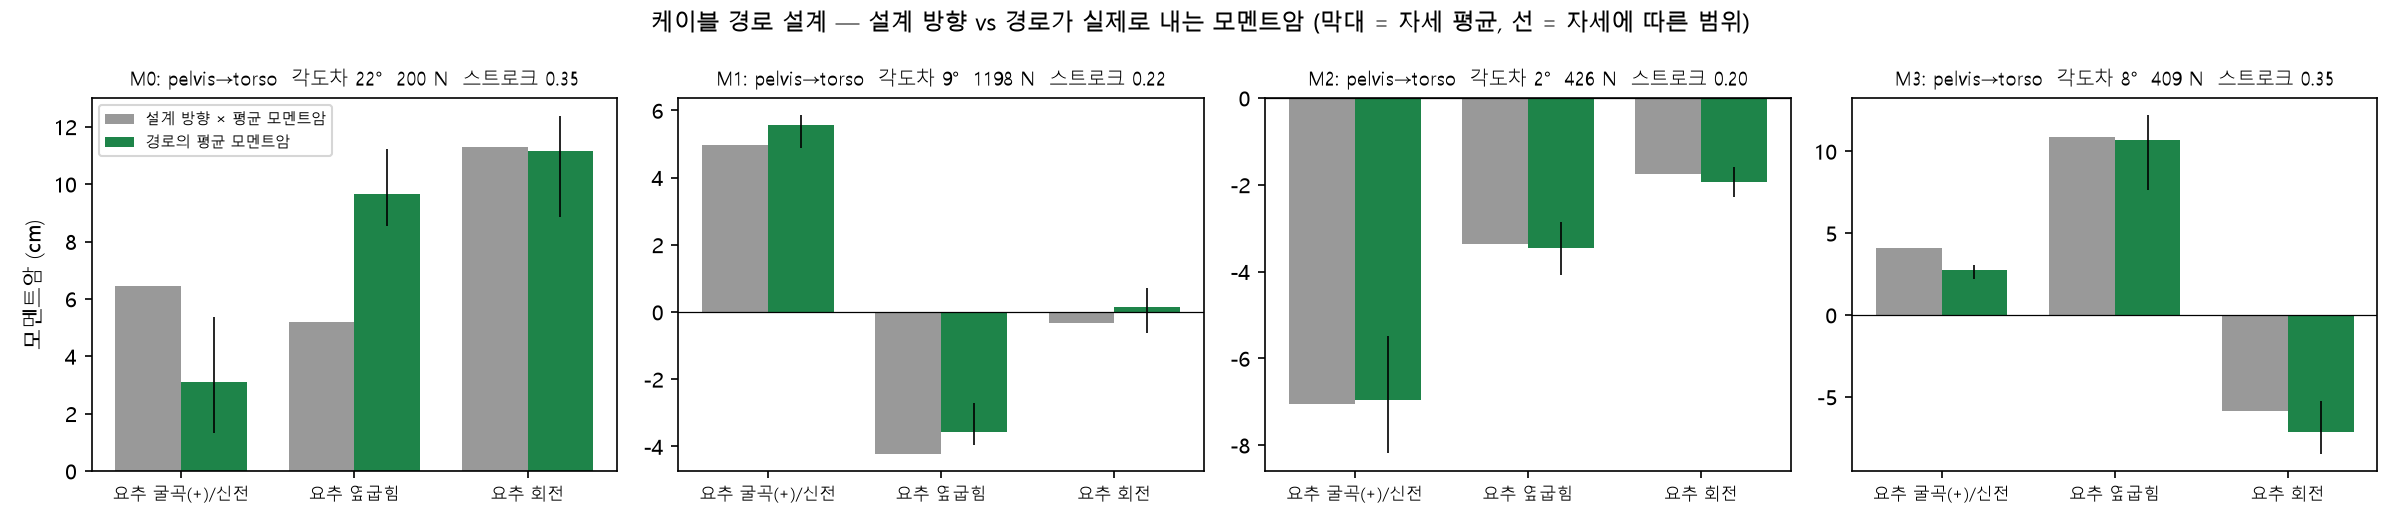 케이블 경로 설계 — 설계 방향 vs 경로가 실제로 내는 모멘트암 (막대 = 자세 평균, 선 = 자세에 따른 범위)
M0: pelvis→torso 각도차 22° 200 N 스트로크 0.35
설계 방향 × 평균 모멘트암
경로의 평균 모멘트암
모멘트암 (cm)
12
10
8
6
4
2
0
요추 굴곡(+)/신전 요추 옆굽힘 요추 회전
M1: pelvis→torso 각도차 9° 1198 N 스트로크 0.22
6
4
2
0
-2
-4
요추 굴곡(+)/신전 요추 옆굽힘 요추 회전
M2: pelvis→torso 각도차 2° 426 N 스트로크 0.20
0
-2
-4
-6
-8
요추 굴곡(+)/신전 요추 옆굽힘 요추 회전
M3: pelvis→torso 각도차 8° 409 N 스트로크 0.35
10
5
0
-5
요추 굴곡(+)/신전 요추 옆굽힘 요추 회전